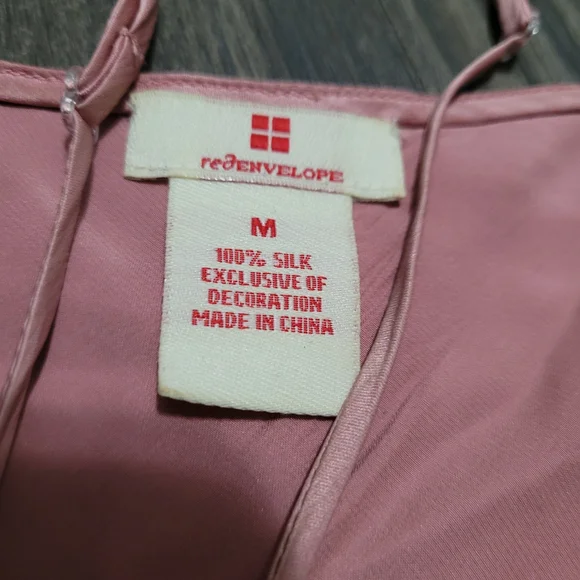 redENVELOPE
M
100% SILK
EXCLUSIVE OF
DECORATION
MADE IN CHINA